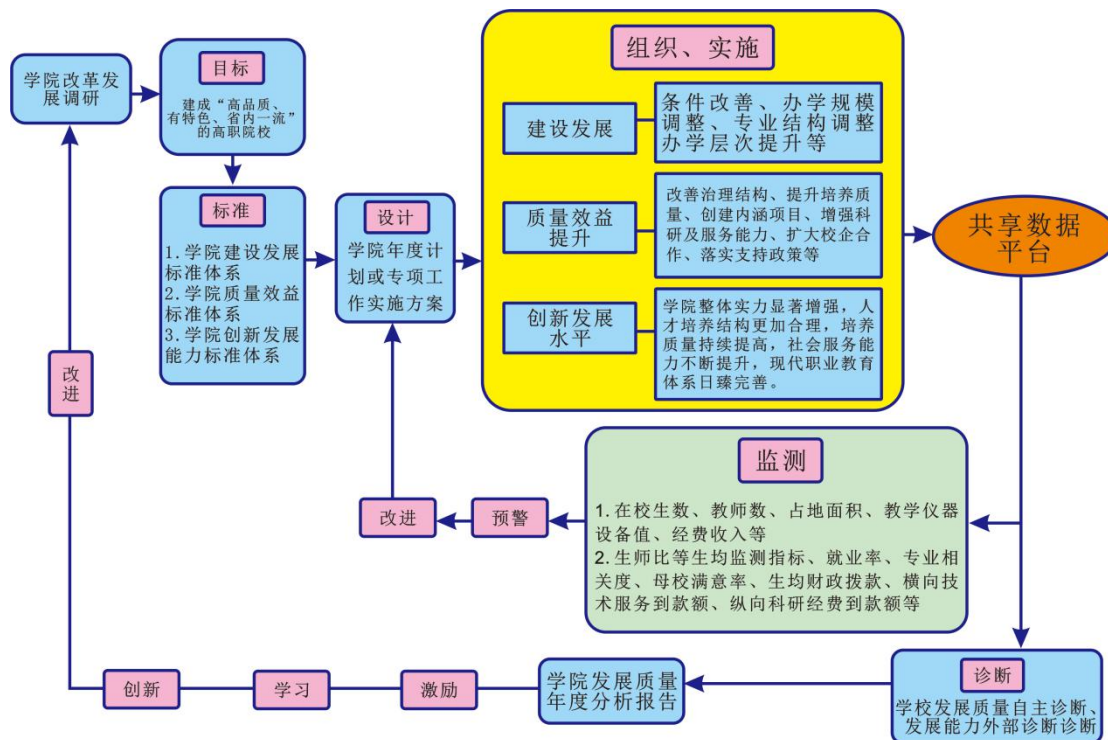 学院改革发
展调研
目标
建成“高品质、
有特色、省内一流”
的高职院校
标准
1.学院建设发展
标准体系
2.学院质量效益
标准体系
3.学院创新发展
能力标准体系
设计
学院年度计
划或专项工
作实施方案
组织、实施
建设发展
条件改善、办学规模
调整、专业结构调整
办学层次提升等
质量效益
提升
改善治理结构、提升培养质
量、创建内涵项目、增强科
研及服务能力、扩大校企合
作、落实支持政策等
创新发展
水平
学院整体实力显著增强，人
才培养结构更加合理，培养
质量持续提高，社会服务能
力不断提升，现代职业教育
体系日臻完善。
共享数据
平台
监测
1.在校生数、教师数、占地面积、教学仪器
设备值、经费收入等
2.生师比等生均监测指标、就业率、专业相
关度、母校满意率、生均财政拨款、横向技
术服务到款额、纵向科研经费到款额等
预警
改进
改
进
诊断
学校发展质量自主诊断、
发展能力外部诊断诊断
学院发展质量
年度分析报告
激励
学习
创新